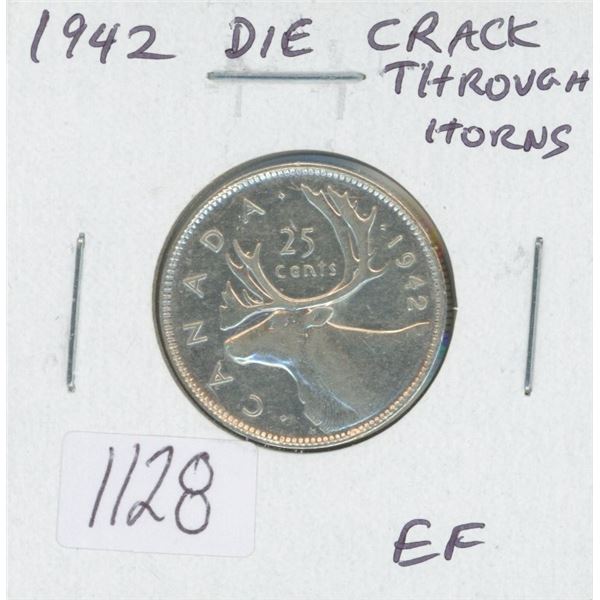 1942 DIE CRACK
THROUGH
HORNS
25
cents
CANADA
1942
1128
EF